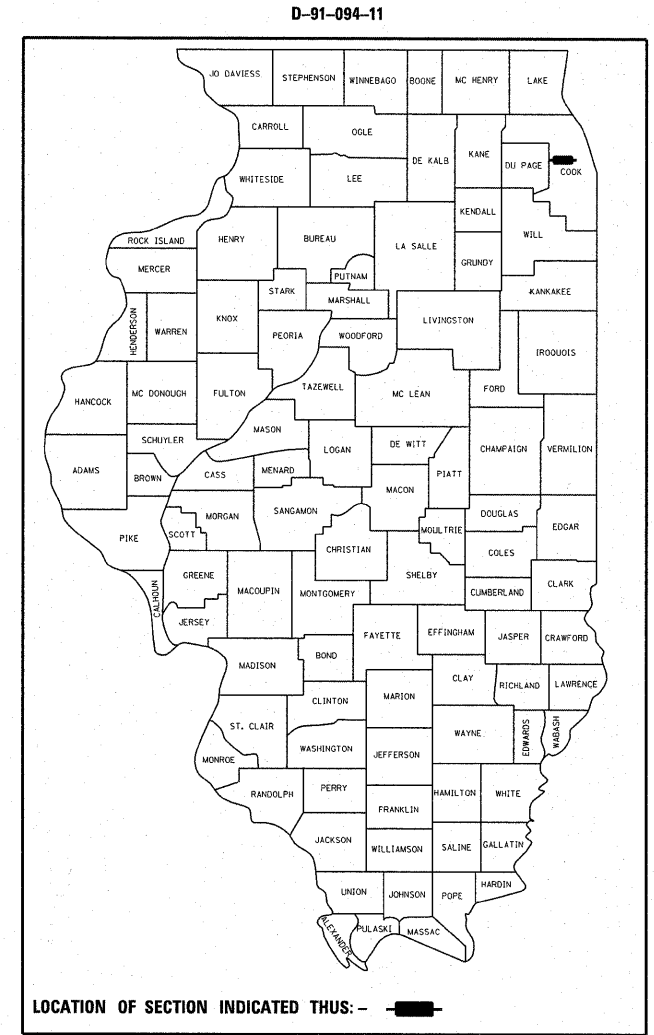 D-91-094-11
JO DAVIESS
STEPHENSON
WINNEBAGO
BOONE
MC HENRY
LAKE
CARROLL
OGLE
DE KALB
KANE
DU PAGE
COOK
WHITESIDE
LEE
KENDALL
WILL
ROCK ISLAND
HENRY
BUREAU
LA SALLE
GRUNDY
MERCER
PUTNAM
KANKAKEE
STARK
MARSHALL
HENDERSON
WARREN
KNOX
PEORIA
WOODFORD
LIVINGSTON
IROQUOIS
HANCOCK
MC DONOUGH
FULTON
TAZEWELL
MC LEAN
FORD
MASON
SCHUYLER
LOGAN
DE WITT
CHAMPAIGN
VERMILION
ADAMS
BROWN
CASS
MENARD
PIATT
MACON
MORGAN
SANGAMON
DOUGLAS
EDGAR
PIKE
SCOTT
CHRISTIAN
MOULTRIE
COLES
CALHOUN
GREENE
MACOUPIN
MONTGOMERY
SHELBY
CUMBERLAND
CLARK
JERSEY
FAYETTE
EFFINGHAM
JASPER
CRAWFORD
MADISON
BOND
CLAY
RICHLAND
LAWRENCE
CLINTON
MARION
ST. CLAIR
WAYNE
EDWARDS
WABASH
MONROE
WASHINGTON
JEFFERSON
RANDOLPH
PERRY
HAMILTON
WHITE
FRANKLIN
JACKSON
WILLIAMSON
SALINE
GALLATIN
UNION
JOHNSON
POPE
HARDIN
ALEXANDER
PULASKI
MASSAC
LOCATION OF SECTION INDICATED THUS: -